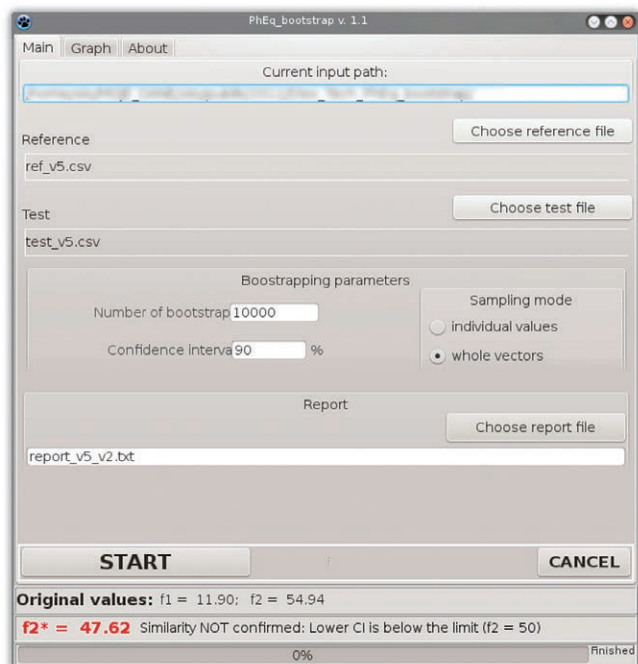 PhEq_bootstrap v. 1.1
Main Graph About
Current input path:
Choose reference file
Reference
ref_v5.csv
Choose test file
Test
test_v5.csv
Boostrapping parameters
Sampling mode
Number of bootstrap 10000
individual values
Confidence interva 90 %
whole vectors
Report
Choose report file
report_v5_v2.txt
START CANCEL
Original values: f1 = 11.90; f2 = 54.94
f2* = 47.62 Similarity NOT confirmed: Lower CI is below the limit (f2 = 50)
0% Finished